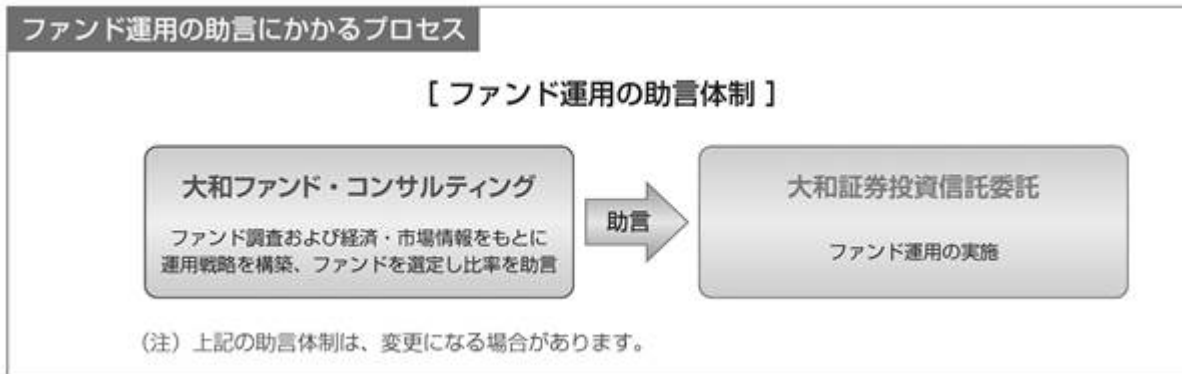 ファンド運用の助言にかかるプロセス
[ ファンド運用の助言体制 ]
大和ファンド・コンサルティング
ファンド調査および経済・市場情報をもとに
運用戦略を構築、ファンドを選定し比率を助言
助言
大和証券投資信託委託
ファンド運用の実施
（注）上記の助言体制は、変更になる場合があります。